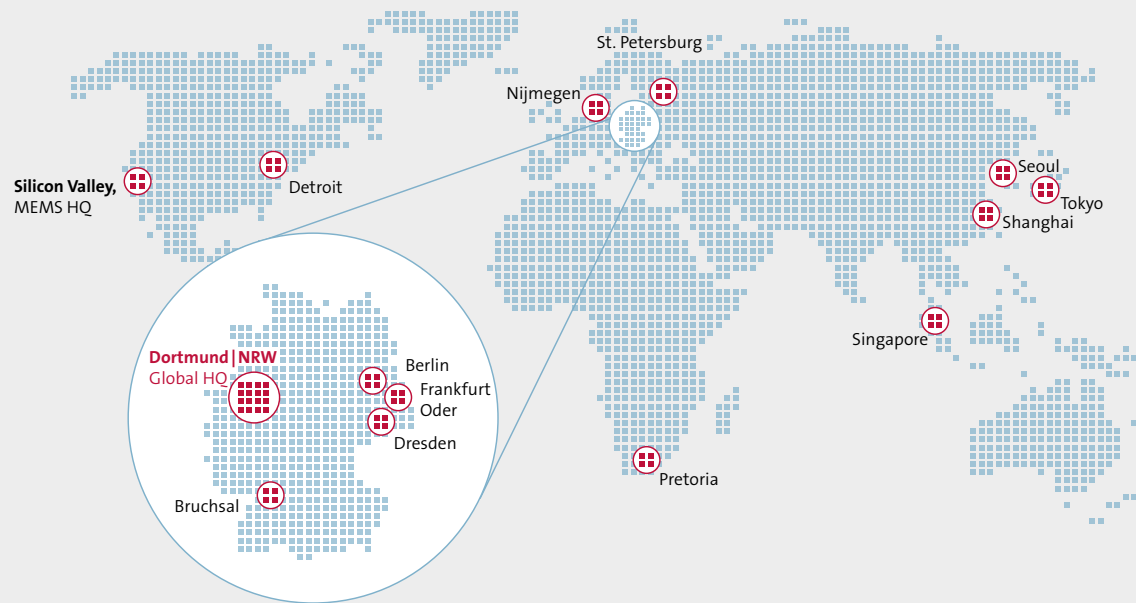 St. Petersburg
Nijmegen
Seoul
Detroit
Silicon Valley,
MEMS HQ
Tokyo
Shanghai
Singapore
Dortmund|NRW
Global HQ
Berlin
Frankfurt
Oder
Dresden
Pretoria
Bruchsal